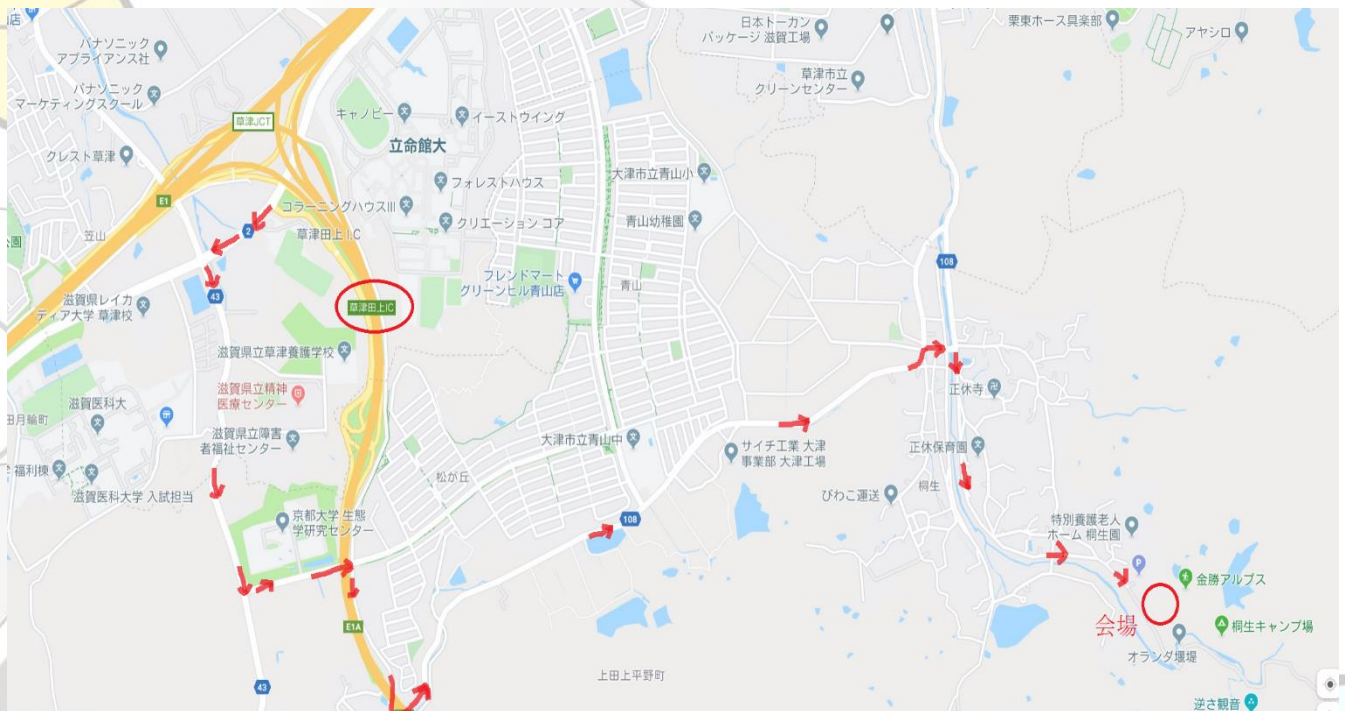 店
パナソニック
アプライアンス社
パナソニック
マーケティングスクール
草津JCT
クレスト草津
E1
笠山
公園
2
43
滋賀県レイカ
ディア大学 草津校
キャノビー
イーストウイング
立命館大
フォレストハウス
コラーニングハウスIII
草津田上 I.C
クリエーション コア
草津田上IC
滋賀県立草津養護学校
滋賀県立精神
医療センター
田月輪町
滋賀医科大
滋賀県立障害
者福祉センター
福利棟
滋賀医科大学 入試担当
京都大学 生態
学研究センター
E1A
43
松が丘
日本トーカン
パッケージ 滋賀工場
草津市立
クリーンセンター
栗東ホース具楽部
アヤシロ
大津市立青山小
青山幼稚園
フレンドマート
グリーンヒル青山店
青山
108
大津市立青山中
サイチ工業 大津
事業部 大津工場
びわこ運送
108
正休寺
正休保育園
桐生
特別養護老人
ホーム 桐生園
P
金勝アルプス
会場
桐生キャンプ場
オランダ堰堤
上田上平野町
逆さ観音